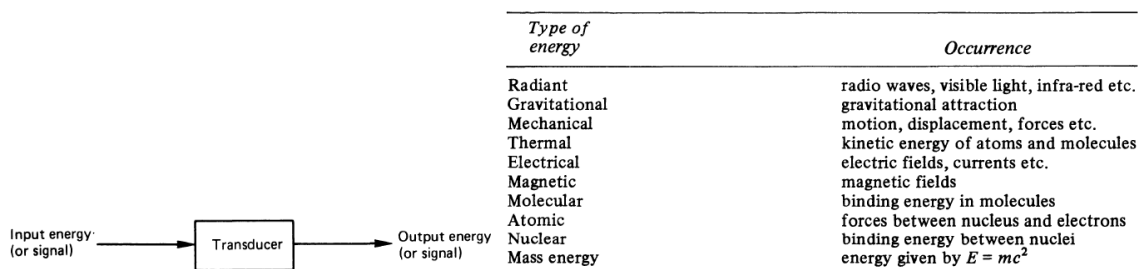 Type of
energy Occurrence
Radiant radio waves, visible light, infra-red etc.
Gravitational gravitational attraction
Mechanical motion, displacement, forces etc.
Thermal kinetic energy of atoms and molecules
Electrical electric fields, currents etc.
Magnetic magnetic fields
Molecular binding energy in molecules
Atomic forces between nucleus and electrons
Nuclear binding energy between nuclei
Mass energy energy given by E = mc²
Input energy
(or signal)
Transducer
Output energy
(or signal)